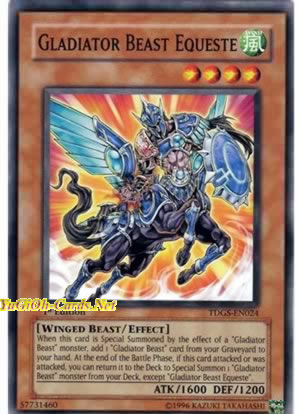 GLADIATOR BEAST EQUESTE
風
Edition
TDGS-EN024
YuGiOh-Cards.Net
[WINGED BEAST/EFFECT]
When this card is Special Summoned by the effect of a "Gladiator
Beast" monster, add 1 "Gladiator Beast" card from your Graveyard to
your hand. At the end of the Battle Phase, if this card attacked or was
attacked, you can return it to the Deck to Special Summon 1 "Gladiator
Beast" monster from your Deck, except "Gladiator Beast Equeste".
ATK/1600 DEF/1200
57731460
©1996 KAZUKI TAKAHASHI